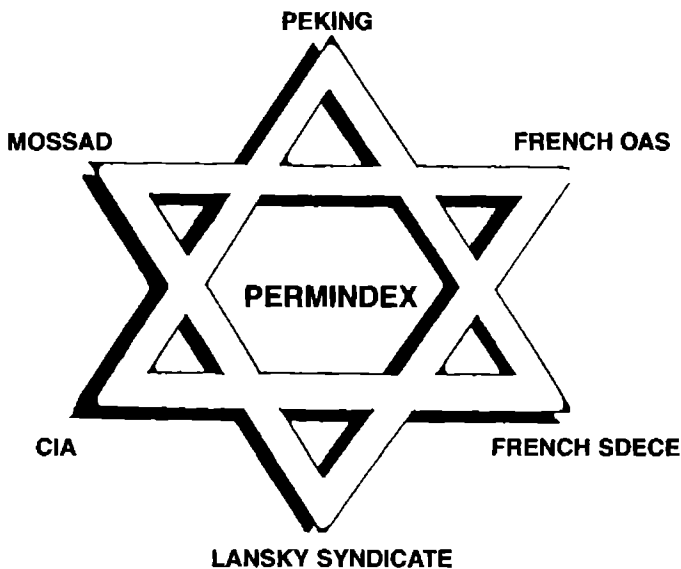 PEKING
MOSSAD
FRENCH OAS
PERMINDEX
CIA
FRENCH SDECE
LANSKY SYNDICATE